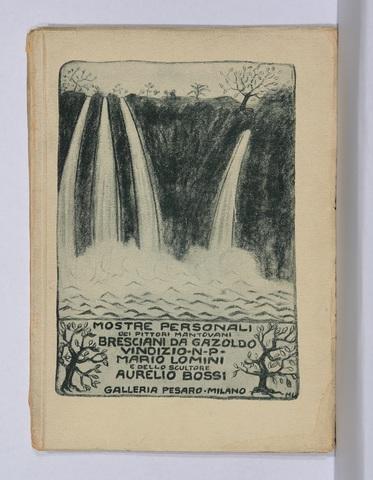 MOSTRE PERSONALI
DEI PITTORI MANTOVANI
BRESCIANI DA GAZOLDO
VINDIZIO·N·P·
MARIO LOMINI
E DELLO SCULTORE
AURELIO BOSSI
GALLERIA PESARO·MILANO